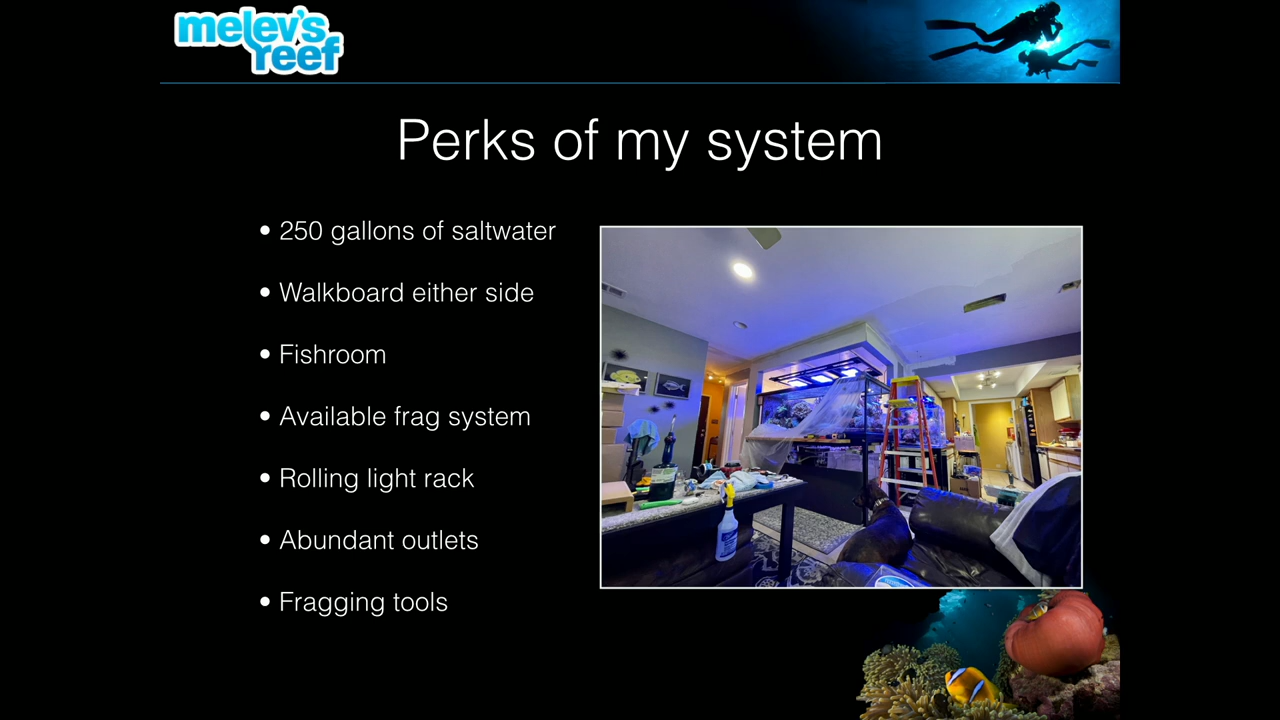 melev's
reef
Perks of my system
• 250 gallons of saltwater
• Walkboard either side
• Fishroom
• Available frag system
• Rolling light rack
• Abundant outlets
• Fragging tools